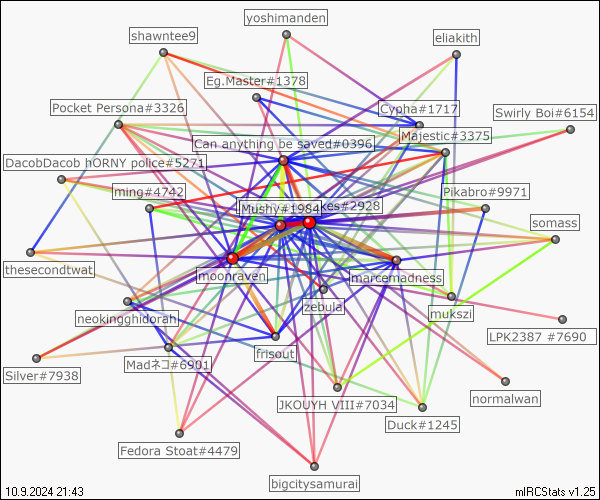 yoshimanden
shawntee9
eliakith
Eg.Master#1378
Pocket Persona#3326
Cypha#1717
Swirly Boi#6154
Majestic#3375
Can anything be saved#0396
DacobDacob hORNY police#5271
ming#4742
Pikabro#9971
Mushy#1984
kes#2928
somass
thesecondtwat
moonraven
marcemadness
zebula
mukszi
neokingghidorah
LPK2387 #7690
frisout
Madネコ#6901
Silver#7938
JKOUYH VIII#7034
normalwan
Duck#1245
Fedora Stoat#4479
bigcitysamurai
10.9.2024 21:43
mIRCStats v1.25